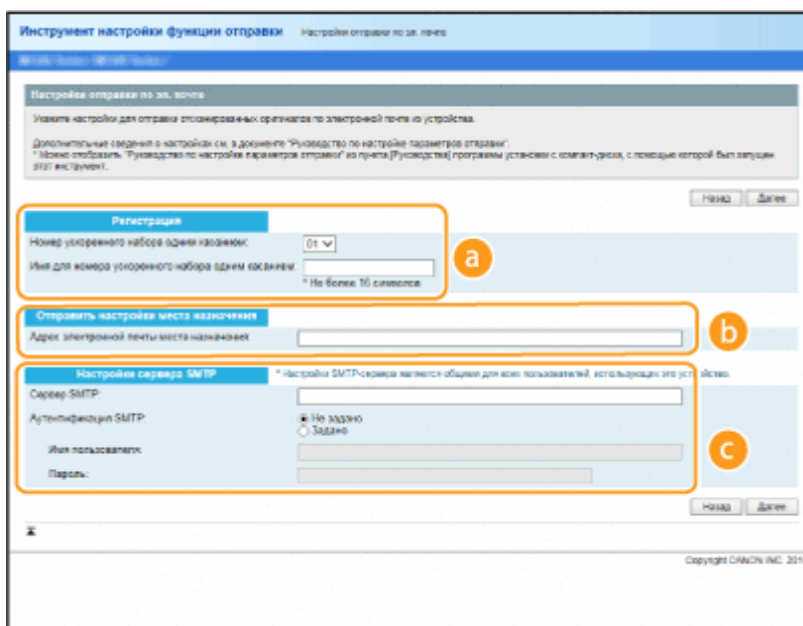 Инструмент настройки функции отправки Настройки отправки по эл. почте
Настройки отправки по эл. почте
Укажите настройки для отправки отсканированных оригиналов по электронной почте из устройства.
Дополнительные сведения о настройках см. в документе "Руководство по настройке параметров отправки".
* Можно отобразить "Руководство по настройке параметров отправки" из пункта [Руководства] программы установки с компакт-диска, с помощью которой был запущен
этот инструмент.
Назад Далее
Регистрация
Номер ускоренного набора одним касанием: 01
Имя для номера ускоренного набора одним касанием:
* Не более 16 символов
a
Отправить настройки места назначения
Адрес электронной почты места назначения:
b
Настройки сервера SMTP * Настройки SMTP-сервера являются общими для всех пользователей, использующих это устройство.
Сервер SMTP:
Аутентификация SMTP: Не задано
Задано
Имя пользователя:
Пароль:
c
Назад Далее
Copyright CANON INC. 201